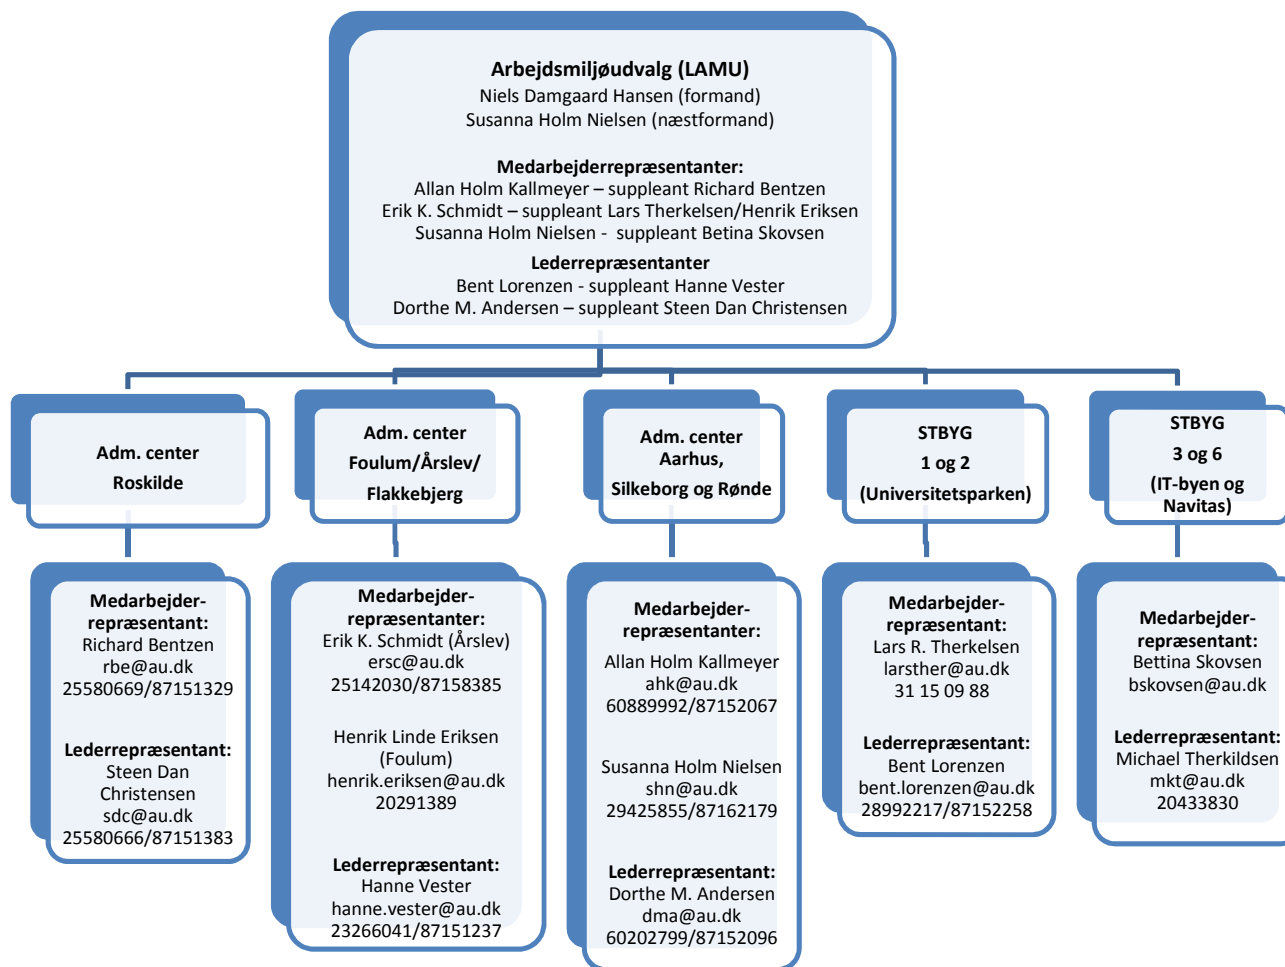 Arbejdsmiljøudvalg (LAMU)
Niels Damgaard Hansen (formand)
Susanna Holm Nielsen (næstformand)
Medarbejderrepræsentanter:
Allan Holm Kallmeyer – suppleant Richard Bentzen
Erik K. Schmidt – suppleant Lars Therkelsen/Henrik Eriksen
Susanna Holm Nielsen -  suppleant Betina Skovsen
Lederrepræsentanter
Bent Lorenzen - suppleant Hanne Vester
Dorthe M. Andersen – suppleant Steen Dan Christensen
Adm. center
Roskilde
Medarbejder-
repræsentant:
Richard Bentzen
rbe@au.dk
25580669/87151329
Lederrepræsentant:
Steen Dan
Christensen
sdc@au.dk
25580666/87151383
Adm. center
Foulum/Årslev/
Flakkebjerg
Medarbejder-
repræsentanter:
Erik K. Schmidt (Årslev)
ersc@au.dk
25142030/87158385
Henrik Linde Eriksen
(Foulum)
henrik.eriksen@au.dk
20291389
Lederrepræsentant:
Hanne Vester
hanne.vester@au.dk
23266041/87151237
Adm. center
Aarhus,
Silkeborg og Rønde
Medarbejder-
repræsentanter:
Allan Holm Kallmeyer
ahk@au.dk
60889992/87152067
Susanna Holm Nielsen
shn@au.dk
29425855/87162179
Lederrepræsentant:
Dorthe M. Andersen
dma@au.dk
60202799/87152096
STBYG
1 og 2
(Universitetsparken)
Medarbejder-
repræsentant:
Lars R. Therkelsen
larsther@au.dk
31 15 09 88
Lederrepræsentant:
Bent Lorenzen
bent.lorenzen@au.dk
28992217/87152258
STBYG
3 og 6
(IT-byen og
Navitas)
Medarbejder-
repræsentant:
Bettina Skovsen
bskovsen@au.dk
Lederrepræsentant:
Michael Therkildsen
mkt@au.dk
20433830